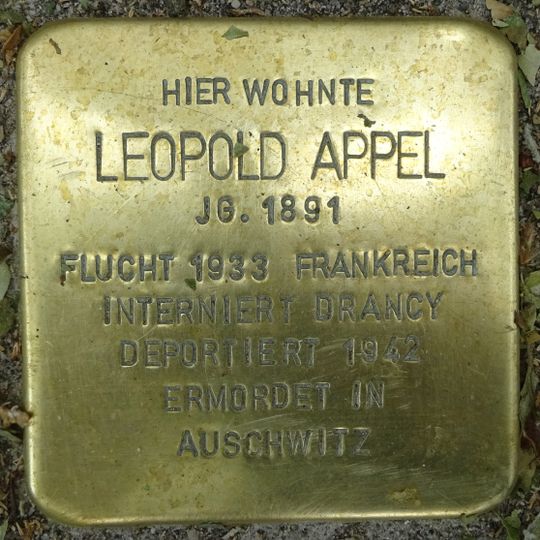 HIER WOHNTE
LEOPOLD APPEL
JG. 1891
FLUCHT 1933 FRANKREICH
INTERNIERT DRANCY
DEPORTIERT 1942
ERMORDET IN
AUSCHWITZ